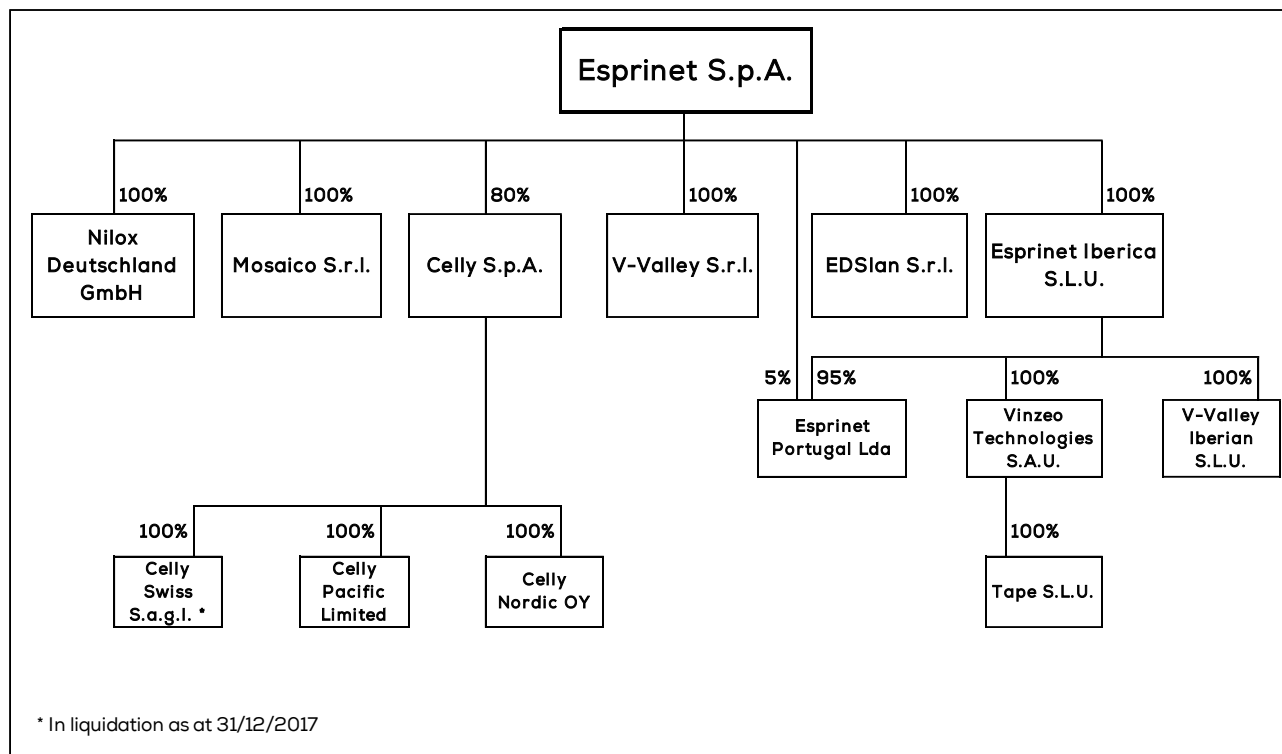 Esprinet S.p.A.
100%
100%
80%
100%
100%
100%
Nilox
Deutschland
GmbH
Mosaico S.r.l.
Celly S.p.A.
V-Valley S.r.l.
EDSlan S.r.l.
Esprinet Iberica
S.L.U.
5%
95%
100%
100%
Esprinet
Portugal Lda
Vinzeo
Technologies
S.A.U.
V-Valley
Iberian
S.L.U.
100%
100%
100%
100%
Celly
Swiss
S.a.g.l. *
Celly
Pacific
Limited
Celly
Nordic OY
Tape S.L.U.
* In liquidation as at 31/12/2017